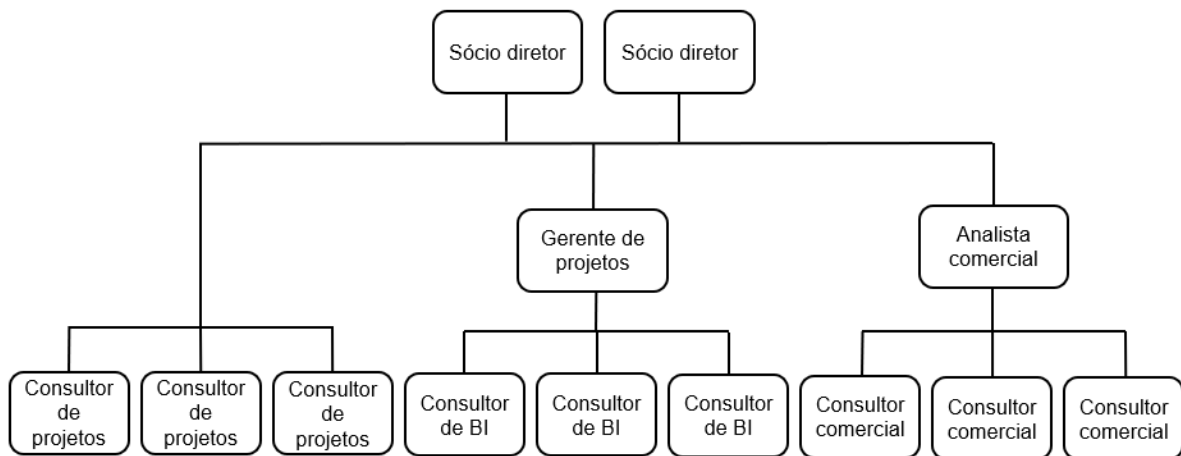 Sócio diretor
Sócio diretor
Gerente de
projetos
Analista
comercial
Consultor
de
projetos
Consultor
de
projetos
Consultor
de
projetos
Consultor
de BI
Consultor
de BI
Consultor
de BI
Consultor
comercial
Consultor
comercial
Consultor
comercial